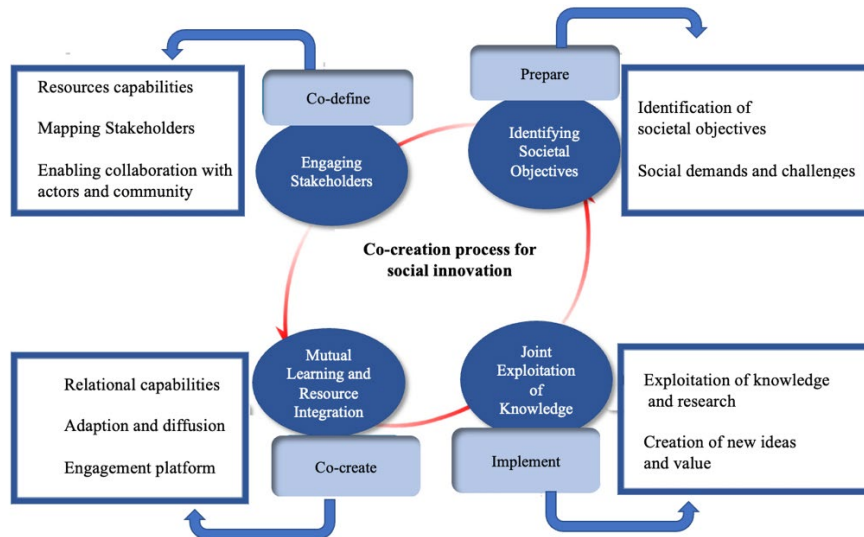 Co-define
Engaging
Stakeholders
Resources capabilities
Mapping Stakeholders
Enabling collaboration with
actors and community
Prepare
Identifying
Societal
Objectives
Identification of
societal objectives
Social demands and challenges
Co-creation process for
social innovation
Mutual
Learning and
Resource
Integration
Co-create
Relational capabilities
Adaption and diffusion
Engagement platform
Joint
Exploitation
of
Knowledge
Implement
Exploitation of knowledge
and research
Creation of new ideas
and value